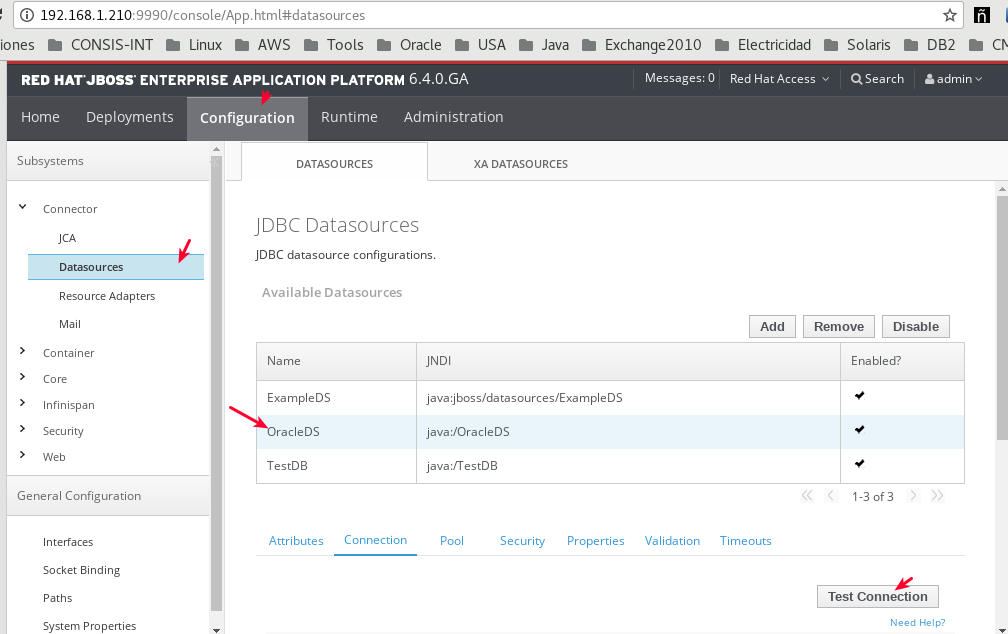 192.168.1.210:9990/console/App.html#datasources
iones CONSIS-INT Linux AWS Tools Oracle USA Java Exchange2010 Electricidad Solaris DB2 CM
RED HAT JBOSS ENTERPRISE APPLICATION PLATFORM 6.4.0.GA
Messages: 0 Red Hat Access Search admin
Home Deployments Configuration Runtime Administration
Subsystems
Connector
JCA
Datasources
Resource Adapters
Mail
Container
Core
Infinispan
Security
Web
General Configuration
Interfaces
Socket Binding
Paths
System Properties
DATASOURCES XA DATASOURCES
JDBC Datasources
JDBC datasource configurations.
Available Datasources
Add Remove Disable
Name JNDI Enabled?
ExampleDS java:jboss/datasources/ExampleDS
OracleDS java:/OracleDS
TestDB java:/TestDB
1-3 of 3
Attributes Connection Pool Security Properties Validation Timeouts
Test Connection
Need Help?